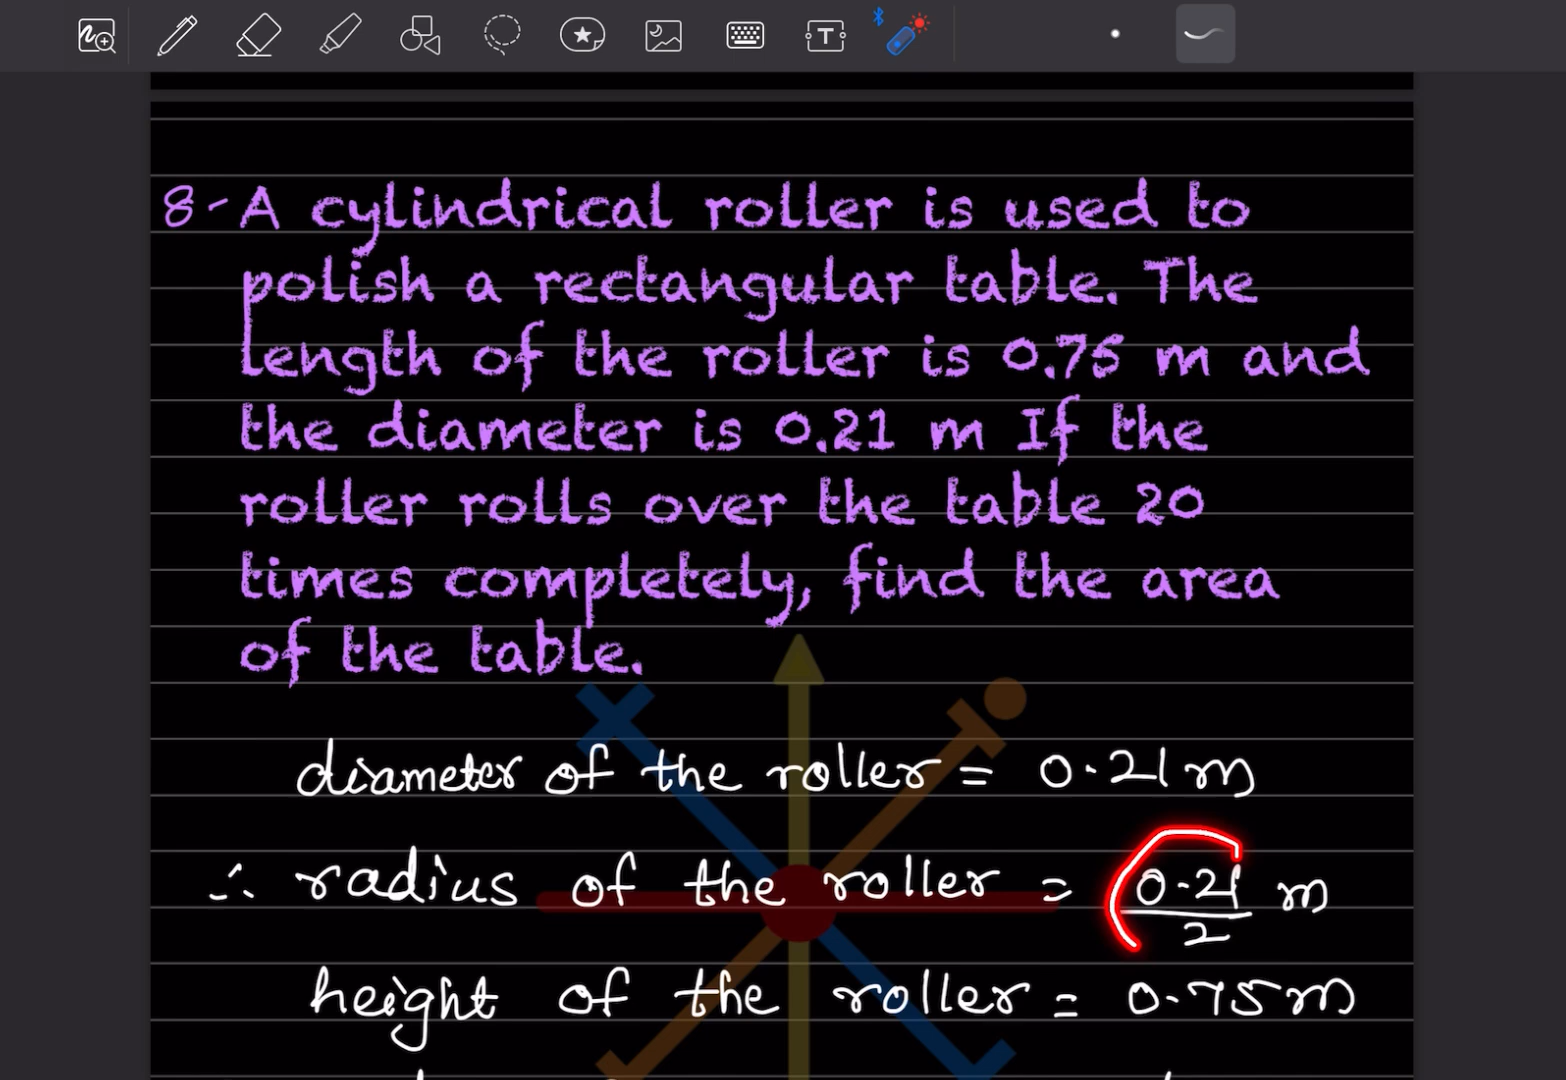 8-A cylindrical roller is used to
polish a rectangular table. The
length of the roller is 0.75 m and
the diameter is 0.21 m If the
roller rolls over the table 20
times completely, find the area
of the table.
diameter of the roller = 0.21 m
∴ radius of the roller = 0.21/2 m
height of the roller = 0.75 m